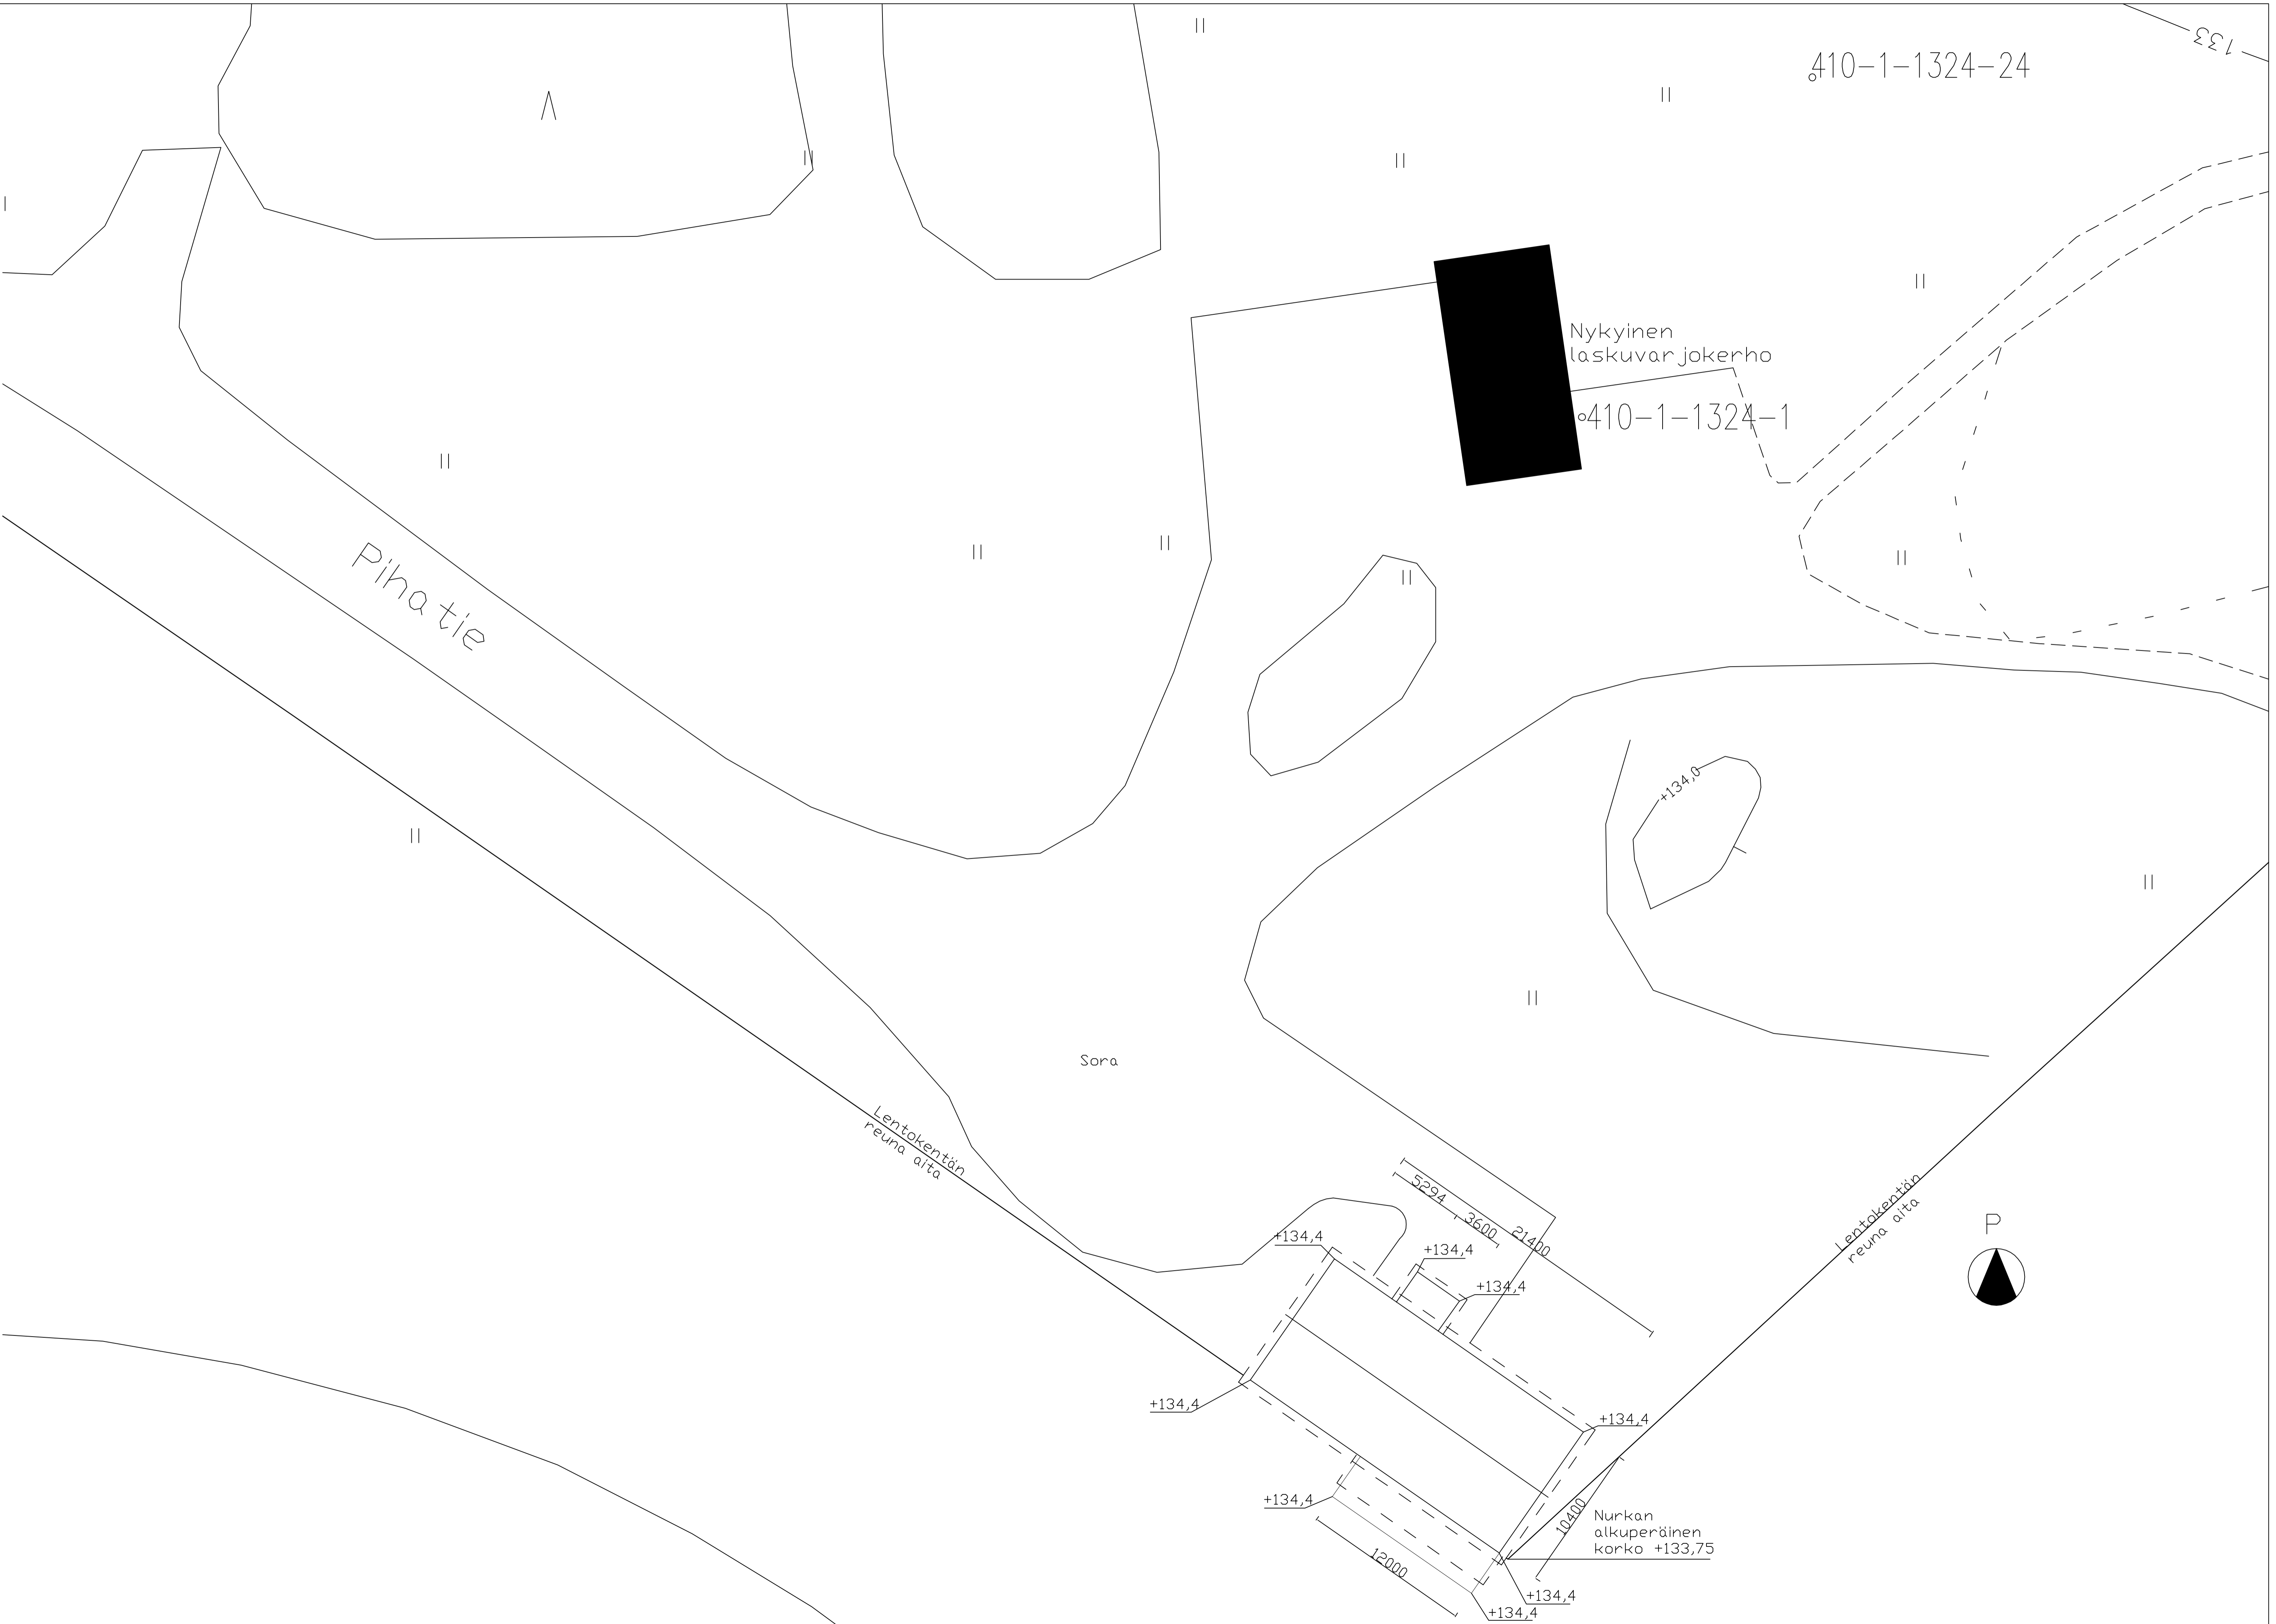 133
410-1-1324-24
Nykyinen
laskuvarjokerho
410-1-1324-1
Pihatie
+134,0
Sora
Lentokentän
reuna aita
5294
3600
21400
Lentokentän
reuna aita
P
+134,4
+134,4
+134,4
+134,4
+134,4
+134,4
10400
Nurkan
alkuperäinen
korko +133,75
12000
+134,4
+134,4